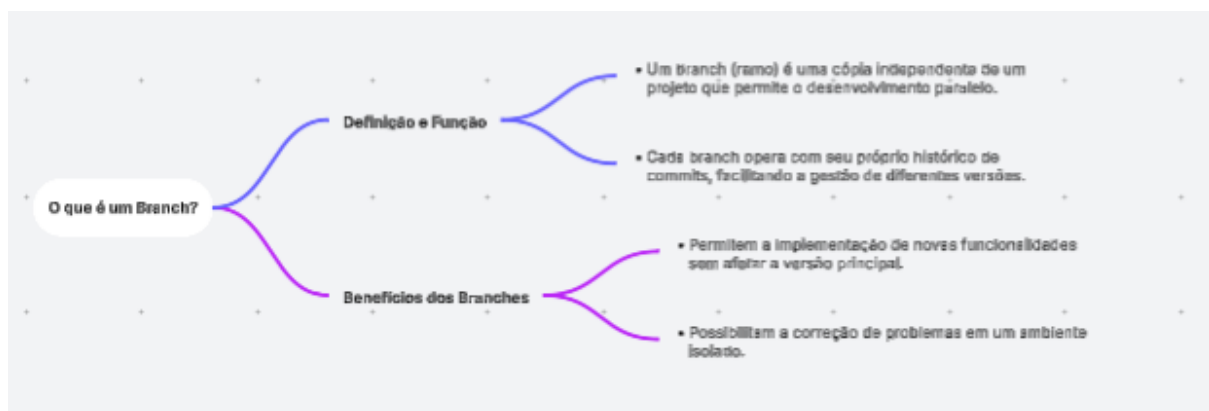 • Um Branch (ramo) é uma cópia independente de um
projeto que permite o desenvolvimento paralelo.
Definição e Função
• Cada branch opera com seu próprio histórico de
commits, facilitando a gestão de diferentes versões.
O que é um Branch?
• Permitem a implementação de novas funcionalidades
sem afetar a versão principal.
Benefícios dos Branches
• Possibilitam a correção de problemas em um ambiente
isolado.